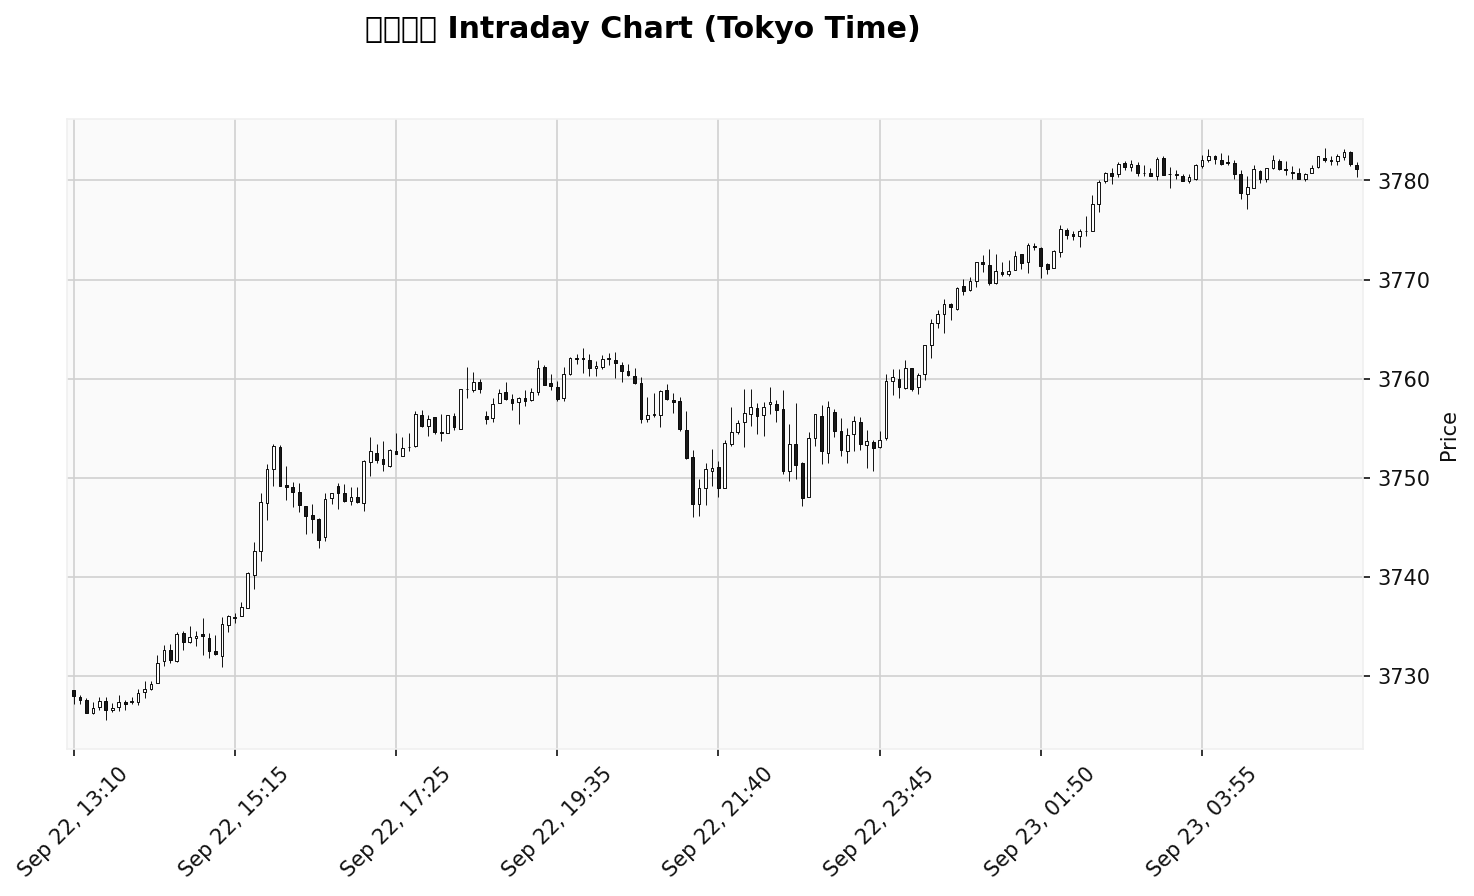 Intraday Chart (Tokyo Time)
3780
3770
3760
3750
3740
3730
Price
Sep 22, 13:10
Sep 22, 15:15
Sep 22, 17:25
Sep 22, 19:35
Sep 22, 21:40
Sep 22, 23:45
Sep 23, 01:50
Sep 23, 03:55